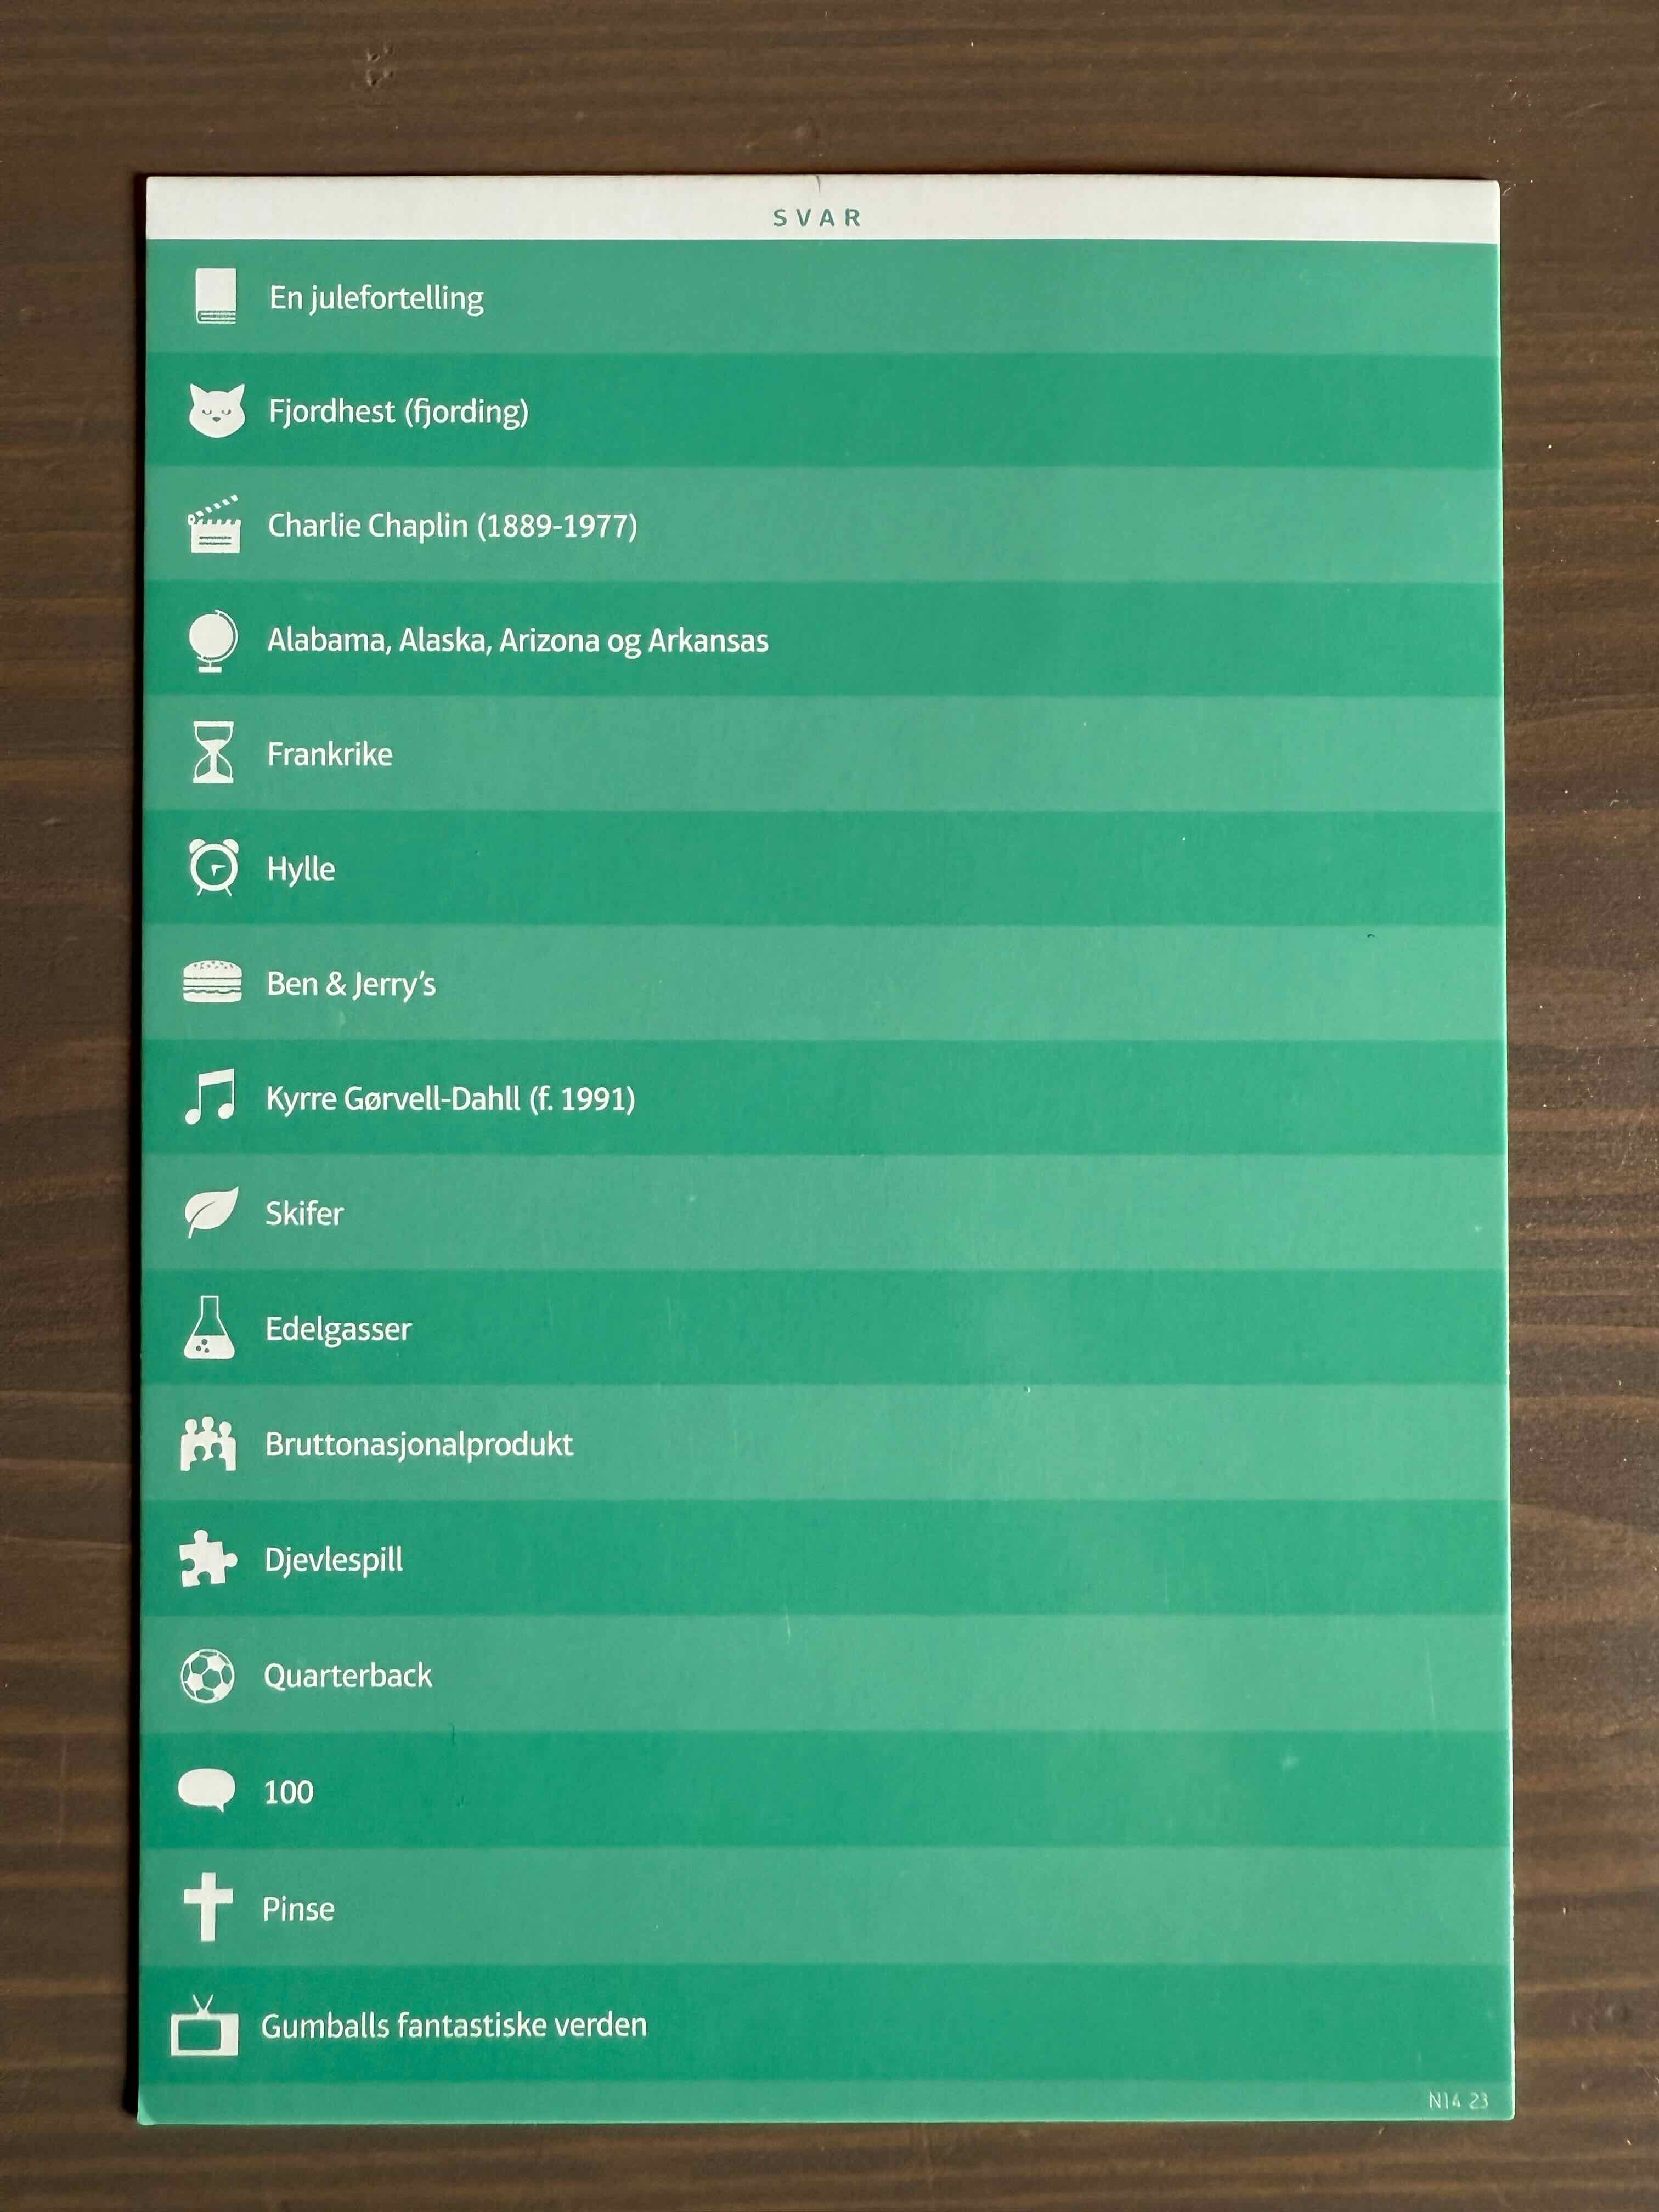 SVAR
En julefortelling
Fjordhest (fjording)
Charlie Chaplin (1889-1977)
Alabama, Alaska, Arizona og Arkansas
Frankrike
Hylle
Ben & Jerry’s
Kyrre Gørvell-Dahll (f. 1991)
Skifer
Edelgasser
Bruttonasjonalprodukt
Djevlespill
Quarterback
100
Pinse
Gumballs fantastiske verden
N14 23